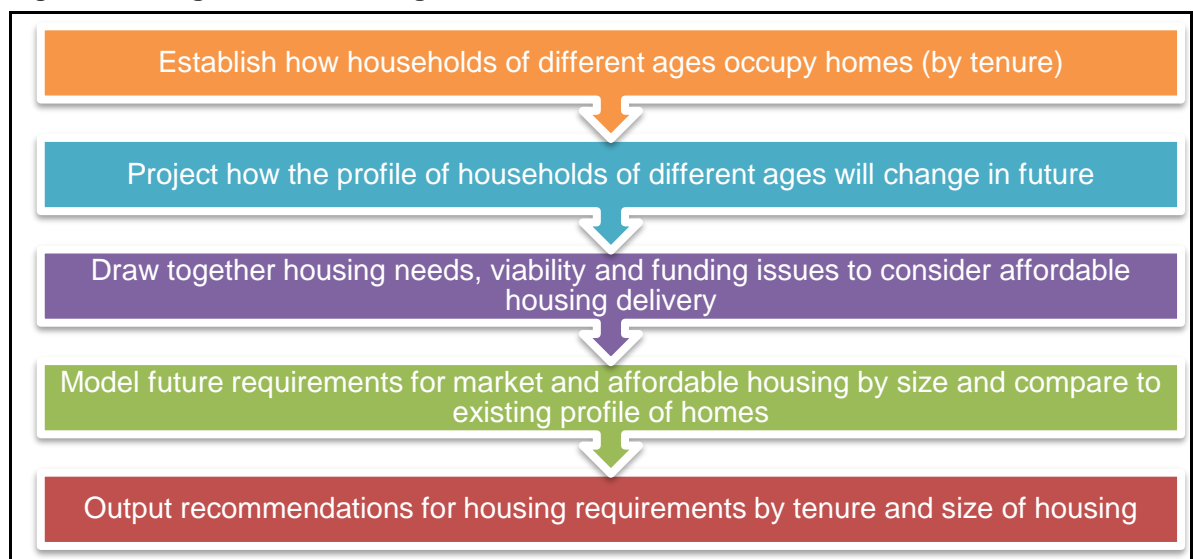 Establish how households of different ages occupy homes (by tenure)
Project how the profile of households of different ages will change in future
Draw together housing needs, viability and funding issues to consider affordable
housing delivery
Model future requirements for market and affordable housing by size and compare to
existing profile of homes
Output recommendations for housing requirements by tenure and size of housing